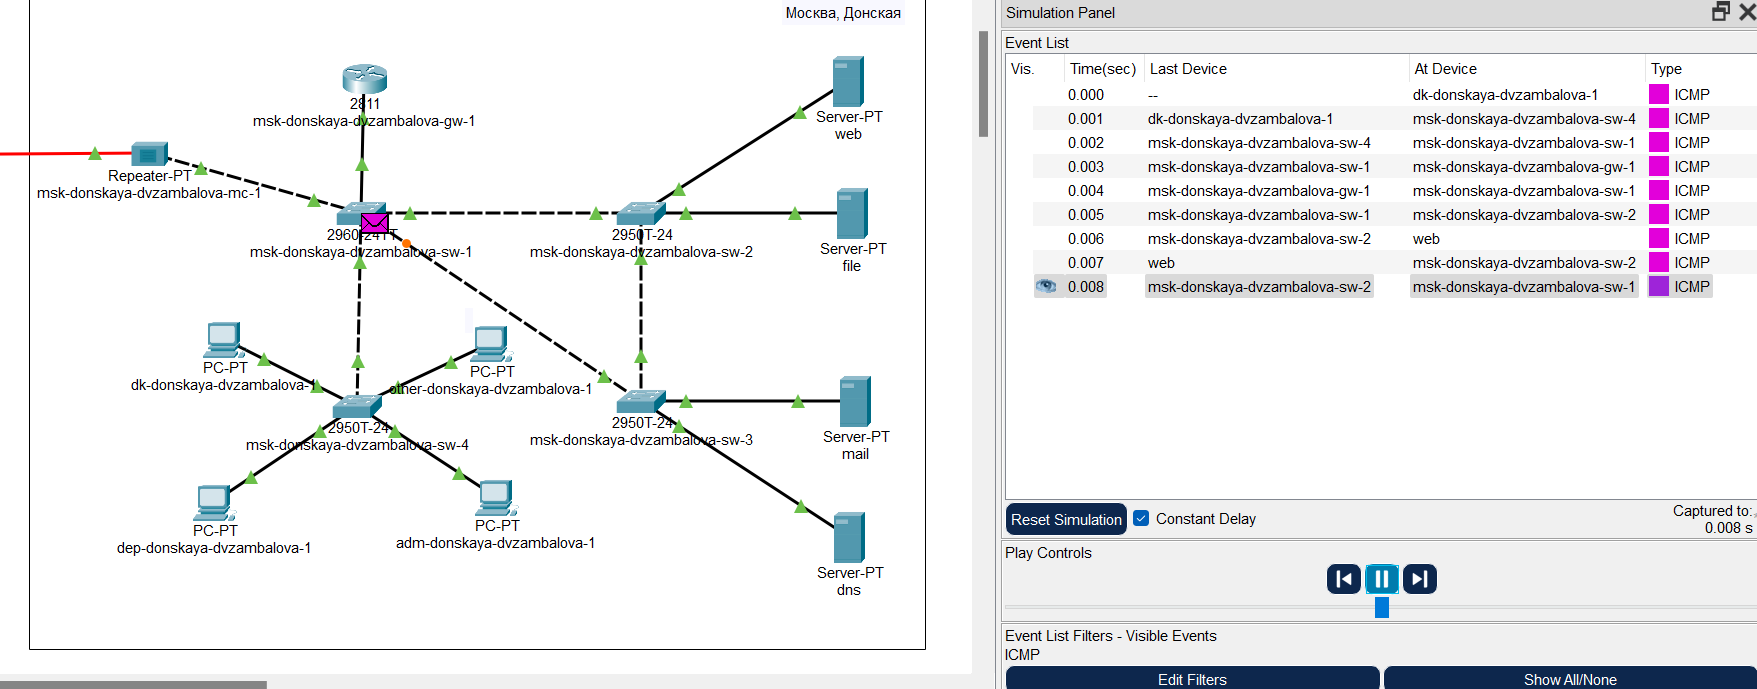 Москва, Донская
2811
msk-donskaya-dvzambalova-gw-1
Server-PT
web
Repeater-PT
msk-donskaya-dvzambalova-mc-1
2960-24TT
msk-donskaya-dvzambalova-sw-1
2950T-24
msk-donskaya-dvzambalova-sw-2
Server-PT
file
PC-PT
dk-donskaya-dvzambalova-1
PC-PT
other-donskaya-dvzambalova-1
2950T-24
msk-donskaya-dvzambalova-sw-4
2950T-24
msk-donskaya-dvzambalova-sw-3
Server-PT
mail
PC-PT
dep-donskaya-dvzambalova-1
PC-PT
adm-donskaya-dvzambalova-1
Server-PT
dns
Simulation Panel
Event List
Vis. Time(sec) Last Device At Device Type
0.000 -- dk-donskaya-dvzambalova-1 ICMP
0.001 dk-donskaya-dvzambalova-1 msk-donskaya-dvzambalova-sw-4 ICMP
0.002 msk-donskaya-dvzambalova-sw-4 msk-donskaya-dvzambalova-sw-1 ICMP
0.003 msk-donskaya-dvzambalova-sw-1 msk-donskaya-dvzambalova-gw-1 ICMP
0.004 msk-donskaya-dvzambalova-gw-1 msk-donskaya-dvzambalova-sw-1 ICMP
0.005 msk-donskaya-dvzambalova-sw-1 msk-donskaya-dvzambalova-sw-2 ICMP
0.006 msk-donskaya-dvzambalova-sw-2 web ICMP
0.007 web msk-donskaya-dvzambalova-sw-2 ICMP
0.008 msk-donskaya-dvzambalova-sw-2 msk-donskaya-dvzambalova-sw-1 ICMP
Reset Simulation Constant Delay
Captured to:
0.008 s
Play Controls
Event List Filters - Visible Events
ICMP
Edit Filters Show All/None